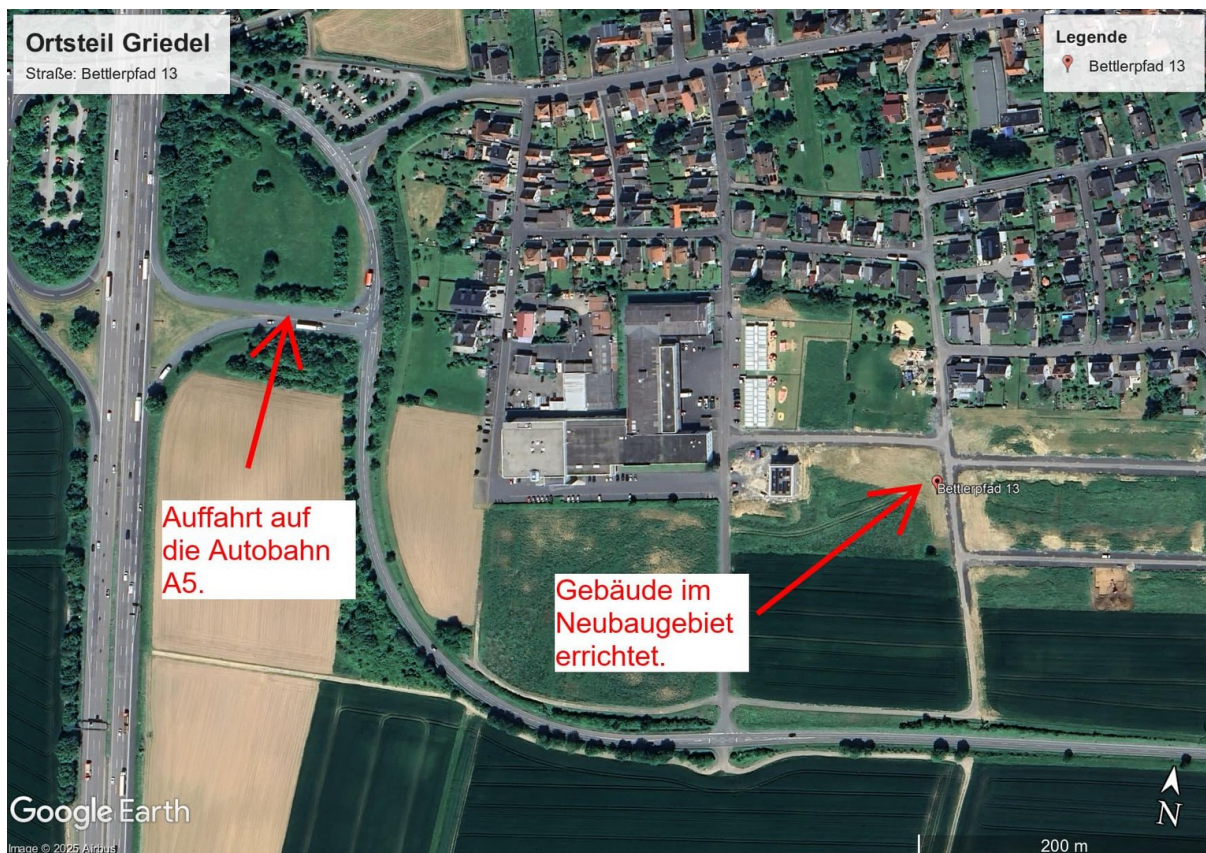 Ortsteil Griedel
Straße: Bettlerpfad 13
Legende
Bettlerpfad 13
Auffahrt auf
die Autobahn
A5.
Bettlerpfad 13
Gebäude im
Neubaugebiet
errichtet.
Google Earth
Image © 2025 Airbus
N
200 m